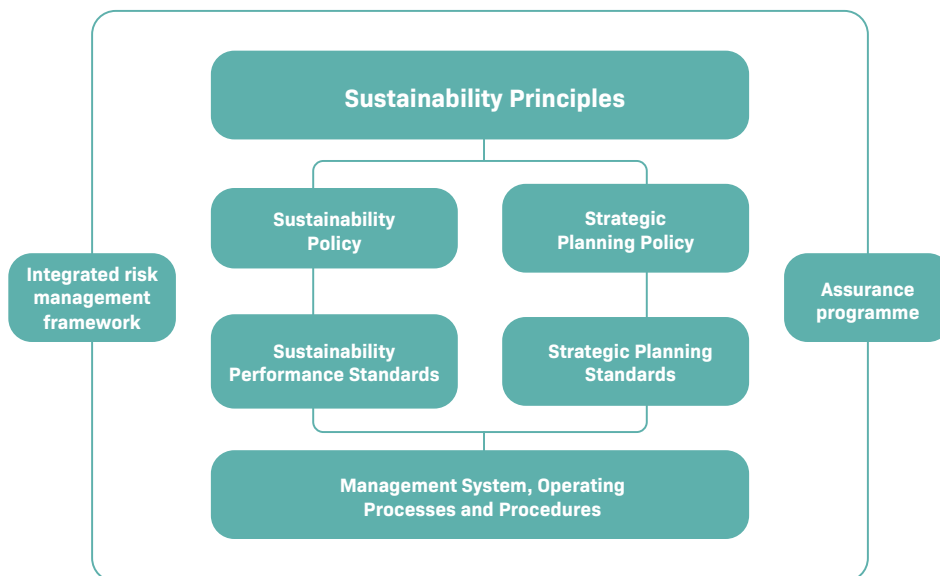 Sustainability Principles
Sustainability
Policy
Strategic
Planning Policy
Integrated risk
management
framework
Assurance
programme
Sustainability
Performance Standards
Strategic Planning
Standards
Management System, Operating
Processes and Procedures